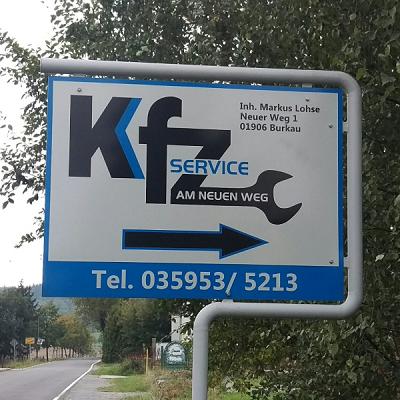 Inh. Markus Lohse
Neuer Weg 1
01906 Burkau
Kfz
SERVICE
AM NEUEN WEG
Tel. 035953/ 5213